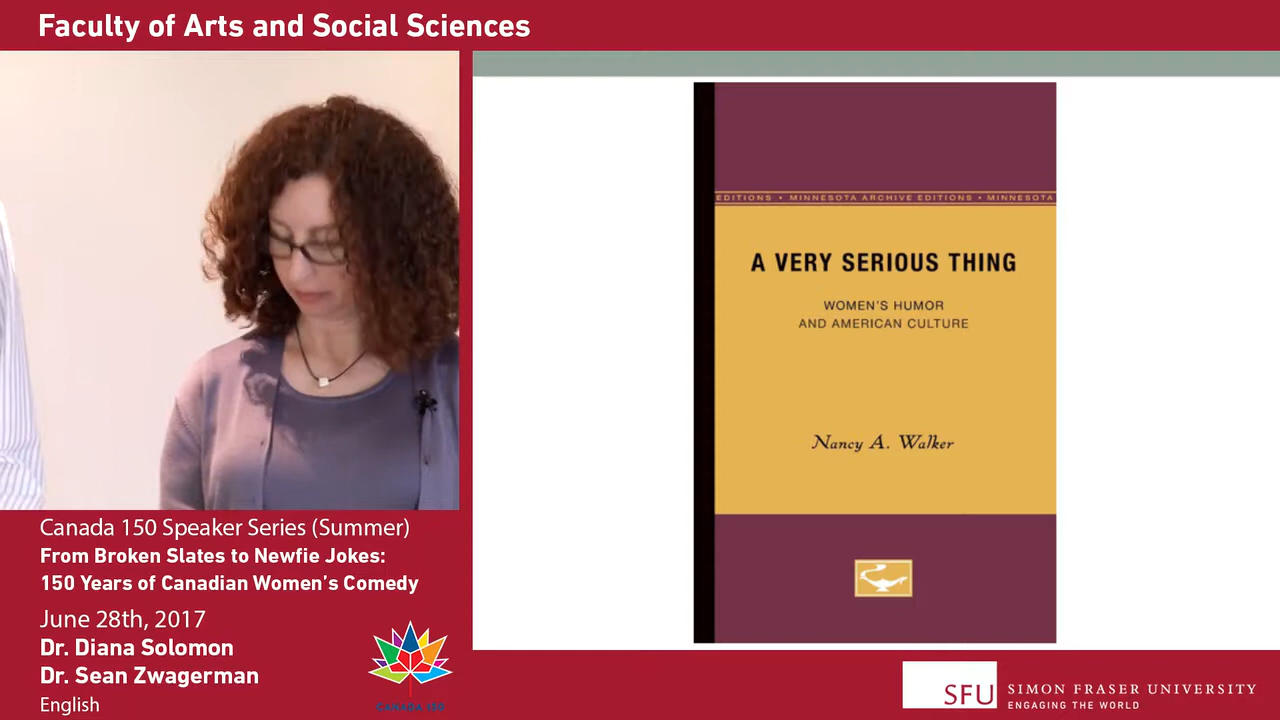 Faculty of Arts and Social Sciences
EDITIONS • MINNESOTA ARCHIVE EDITIONS • MINNESOTA
A VERY SERIOUS THING
WOMEN'S HUMOR
AND AMERICAN CULTURE
Nancy A. Walker
Canada 150 Speaker Series (Summer)
From Broken Slates to Newfie Jokes:
150 Years of Canadian Women's Comedy
June 28th, 2017
Dr. Diana Solomon
Dr. Sean Zwagerman
English
CANADA 150
SFU
SIMON FRASER UNIVERSITY
ENGAGING THE WORLD